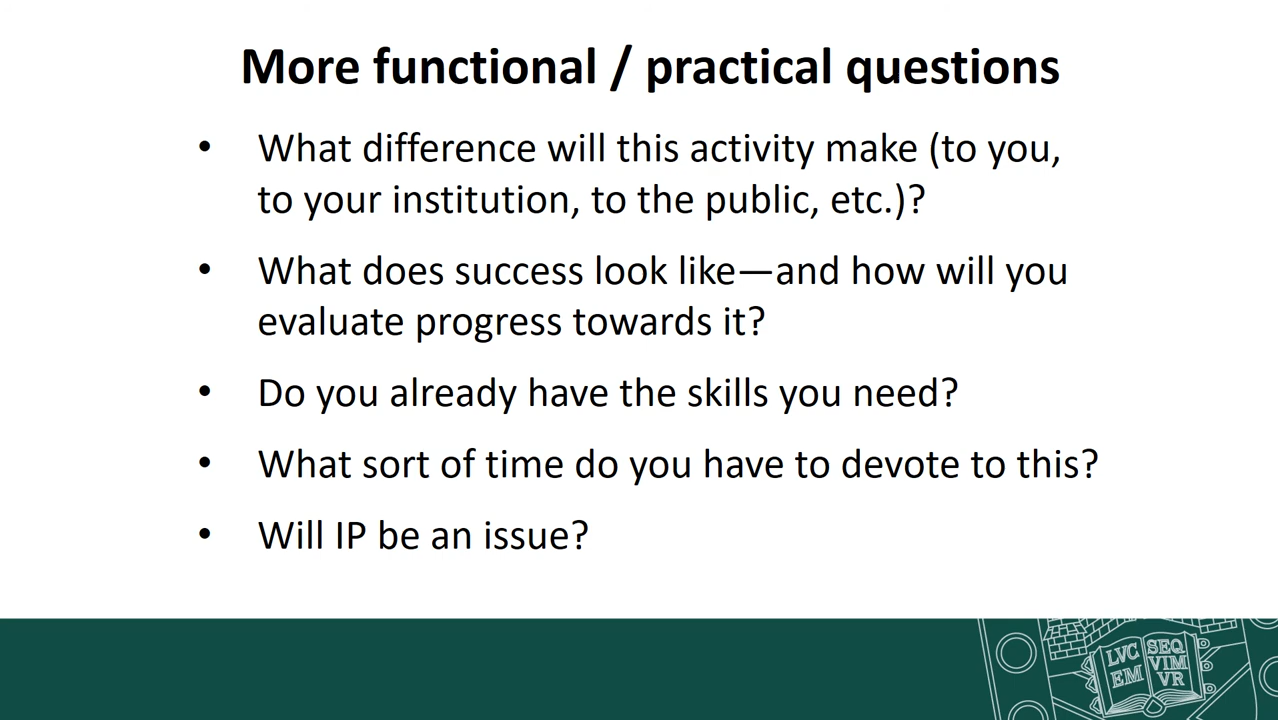 More functional / practical questions
• What difference will this activity make (to you,
to your institution, to the public, etc.)?
• What does success look like—and how will you
evaluate progress towards it?
• Do you already have the skills you need?
• What sort of time do you have to devote to this?
• Will IP be an issue?
LVC
EM
SEQ
VIM
VR